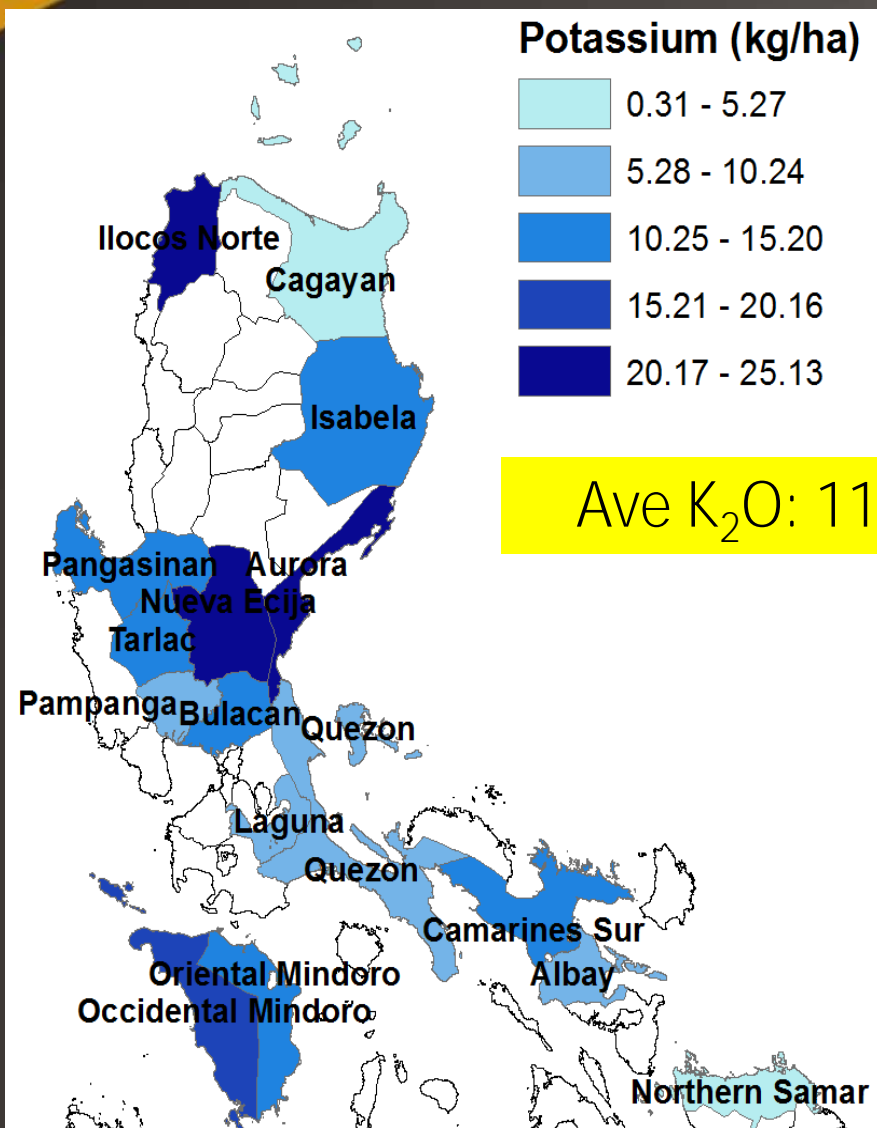 Potassium (kg/ha)
0.31 - 5.27
5.28 - 10.24
10.25 - 15.20
15.21 - 20.16
20.17 - 25.13
Ave K₂O: 11
Ilocos Norte
Cagayan
Isabela
Pangasinan
Aurora
Nueva Ecija
Tarlac
Pampanga
Bulacan
Quezon
Laguna
Quezon
Camarines Sur
Albay
Oriental Mindoro
Occidental Mindoro
Northern Samar